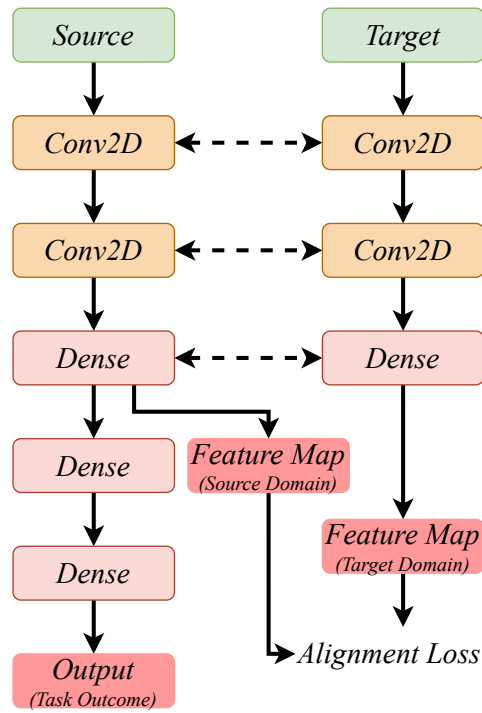 Source
Target
Conv2D
Conv2D
Conv2D
Conv2D
Dense
Dense
Dense
Feature Map
(Source Domain)
Dense
Feature Map
(Target Domain)
Output
(Task Outcome)
Alignment Loss